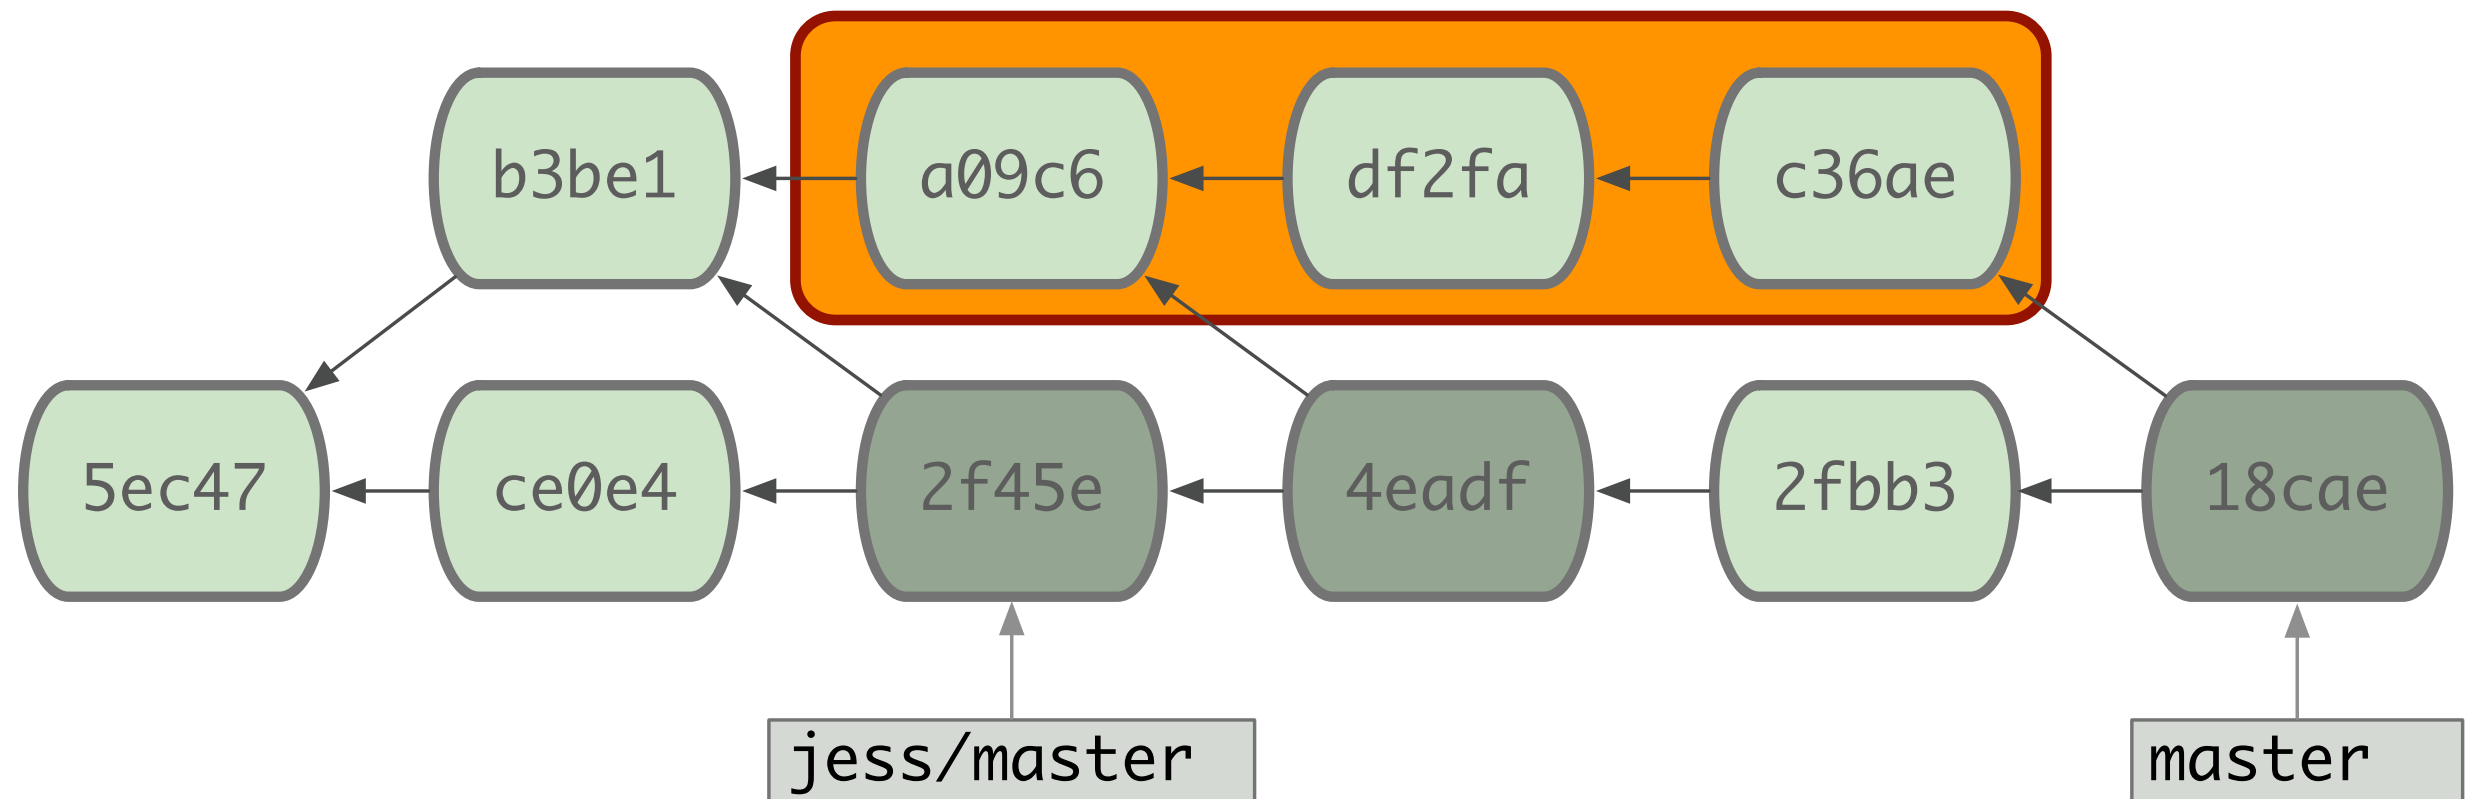 b3be1 a09c6 df2fa c36ae
5ec47 ce0e4 2f45e 4eadf 2fbb3 18cae
jess/master master